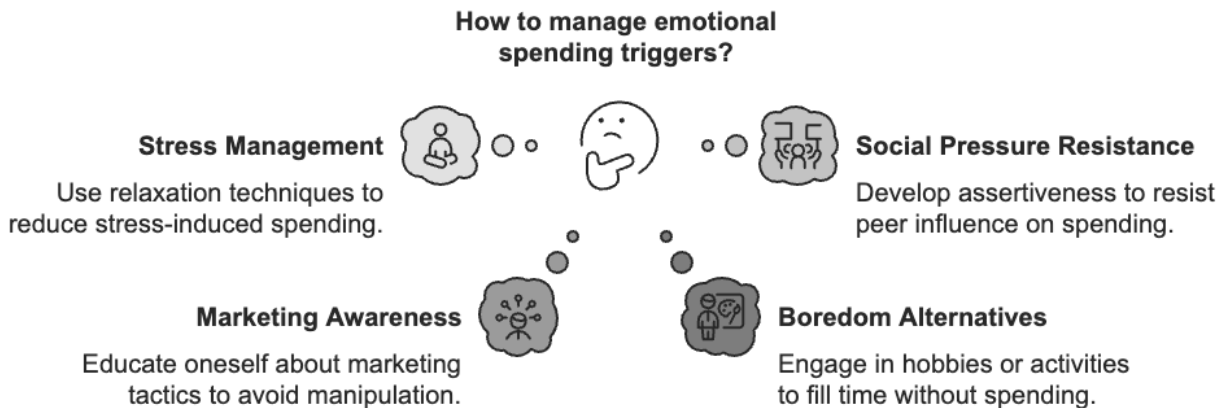 How to manage emotional
spending triggers?
Stress Management
Use relaxation techniques to
reduce stress-induced spending.
Social Pressure Resistance
Develop assertiveness to resist
peer influence on spending.
Marketing Awareness
Educate oneself about marketing
tactics to avoid manipulation.
Boredom Alternatives
Engage in hobbies or activities
to fill time without spending.